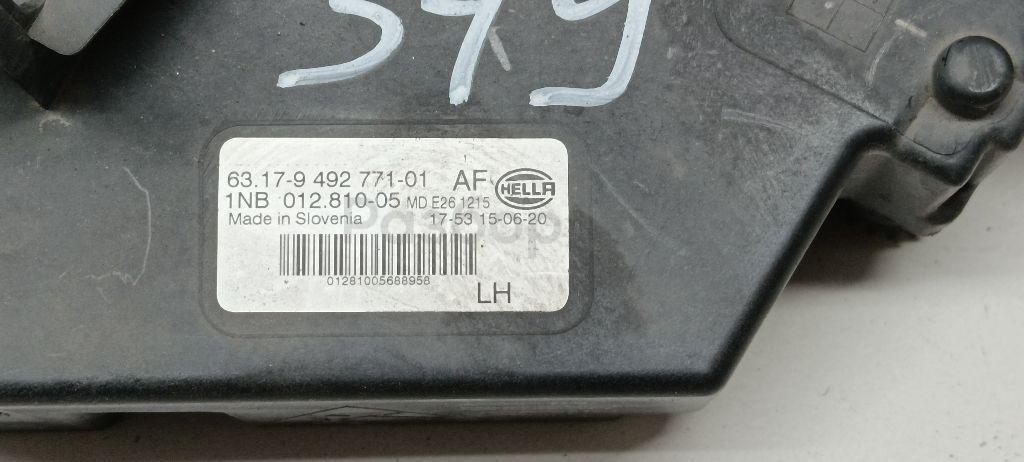 549
63.17-9 492 771-01 AF HELLA
1NB 012.810-05 MD E26 1215
Made in Slovenia 17-53 15-06-20
01281005688958
LH